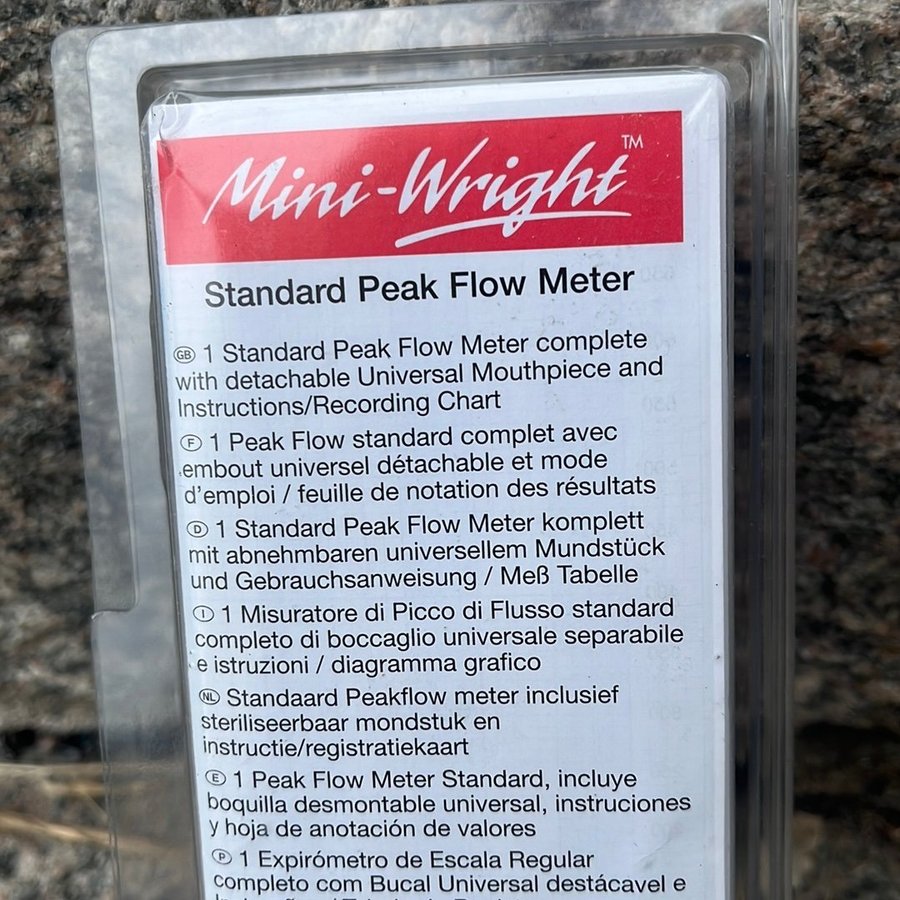 Mini-Wright™
Standard Peak Flow Meter
GB 1 Standard Peak Flow Meter complete
with detachable Universal Mouthpiece and
Instructions/Recording Chart
F 1 Peak Flow standard complet avec
embout universel détachable et mode
d'emploi / feuille de notation des résultats
D 1 Standard Peak Flow Meter komplett
mit abnehmbaren universellem Mundstück
und Gebrauchsanweisung / Meß Tabelle
I 1 Misuratore di Picco di Flusso standard
completo di boccaglio universale separabile
e istruzioni / diagramma grafico
NL Standaard Peakflow meter inclusief
steriliseerbaar mondstuk en
instructie/registratiekaart
E 1 Peak Flow Meter Standard, incluye
boquilla desmontable universal, instruciones
y hoja de anotación de valores
P 1 Expirómetro de Escala Regular
completo com Bucal Universal destácavel e